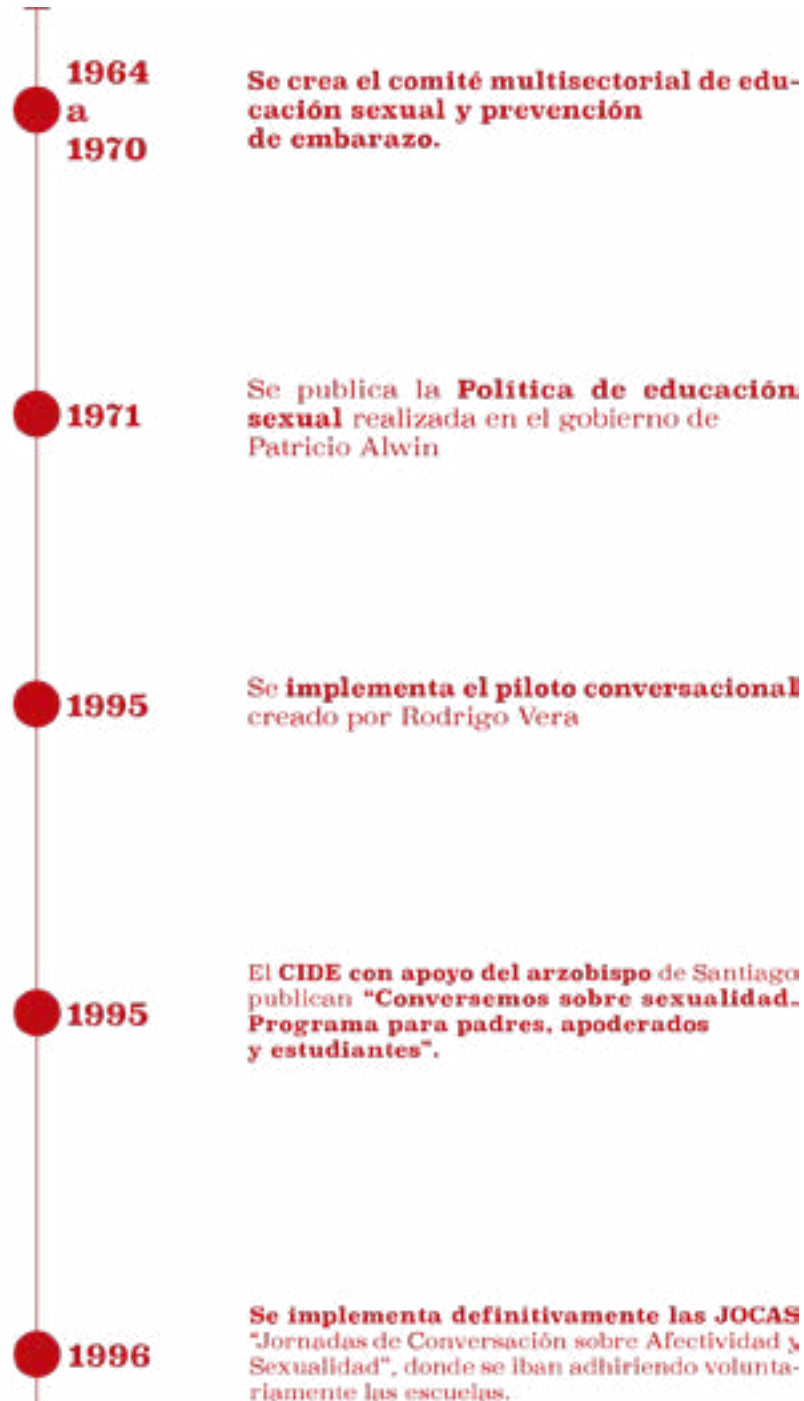 1964
a
1970
Se crea el comité multisectorial de edu-
cación sexual y prevención
de embarazo.
1971
Se publica la Política de educación
sexual realizada en el gobierno de
Patricio Alwin
1995
Se implementa el piloto conversacional
creado por Rodrigo Vera
1995
El CIDE con apoyo del arzobispo de Santiago
publican “Conversemos sobre sexualidad.
Programa para padres, apoderados
y estudiantes”.
1996
Se implementa definitivamente las JOCAS
“Jornadas de Conversación sobre Afectividad y
Sexualidad”, donde se iban adhiriendo volunta-
riamente las escuelas.